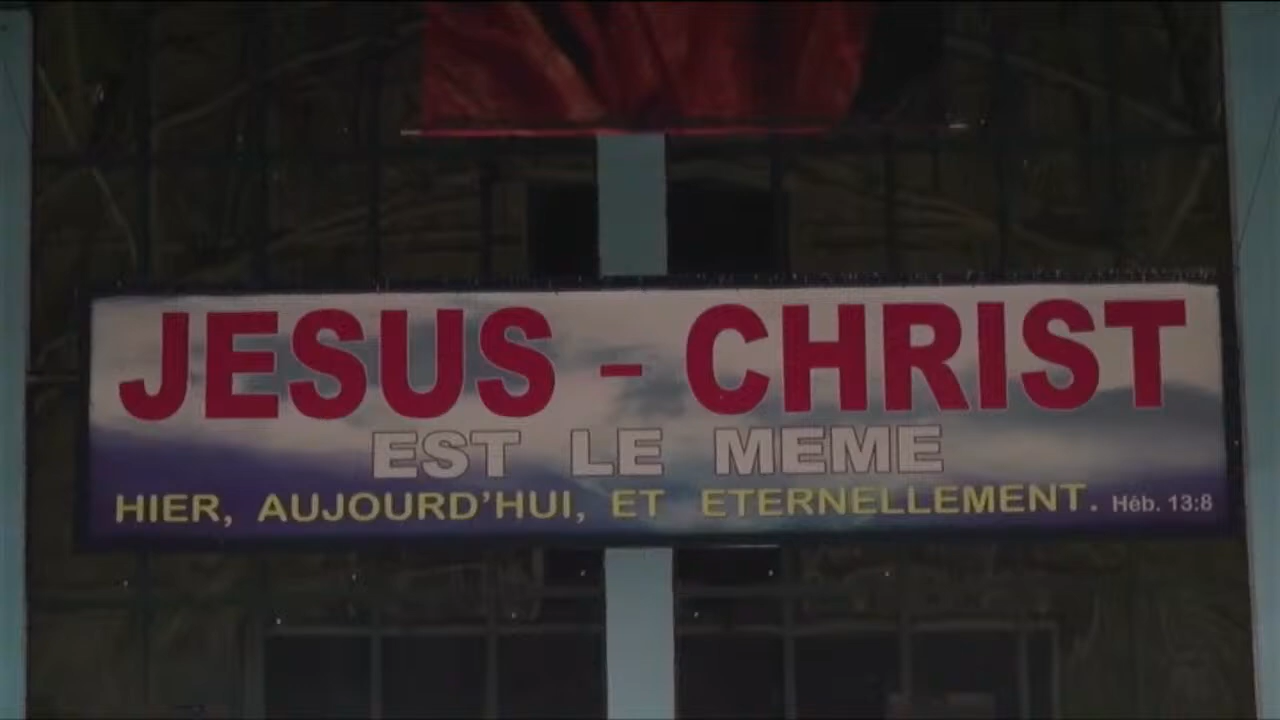 JESUS - CHRIST
EST LE MEME
HIER, AUJOURD'HUI, ET ETERNELLEMENT. Héb. 13:8